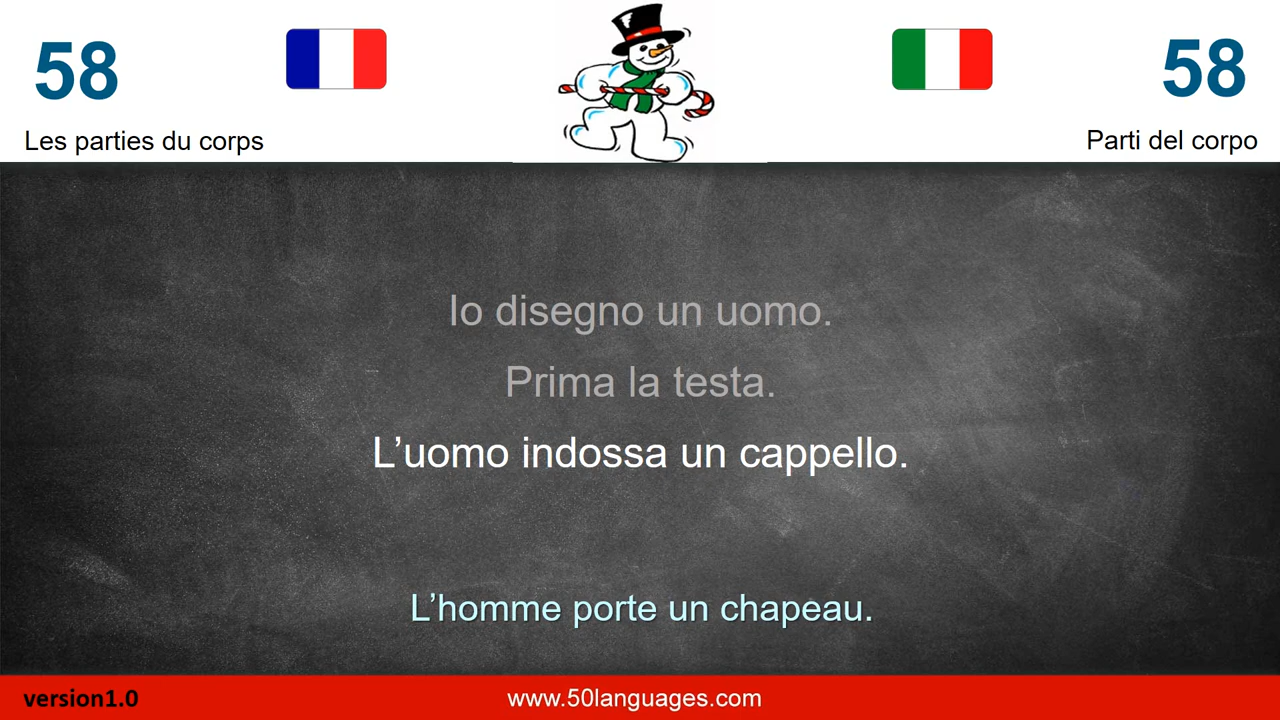 58
58
Les parties du corps
Parti del corpo
Io disegno un uomo.
Prima la testa.
L’uomo indossa un cappello.
L’homme porte un chapeau.
version1.0
www.50languages.com